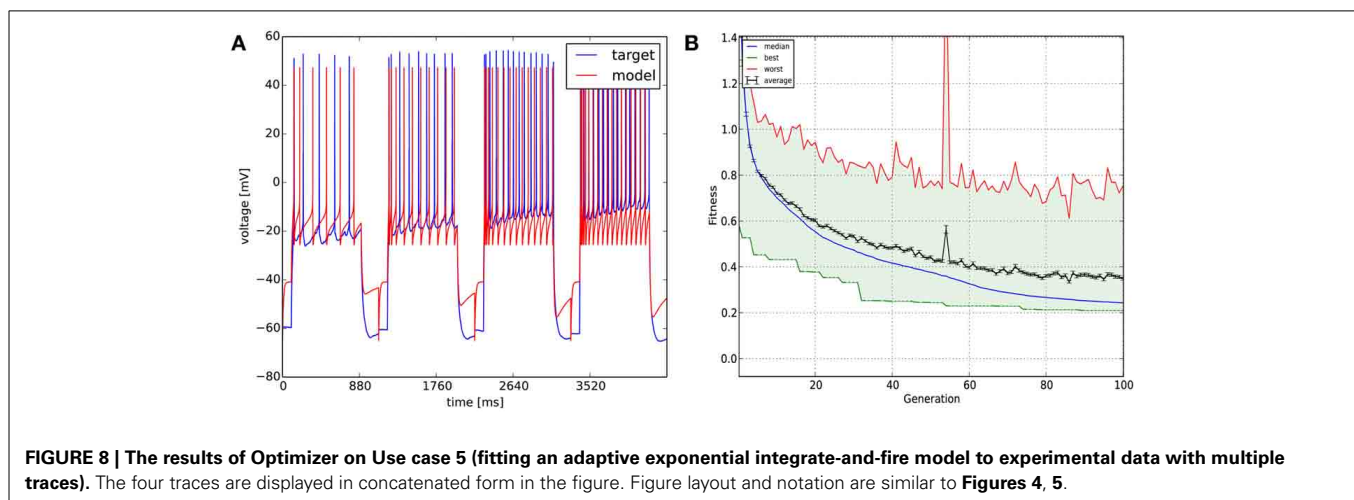 A
60
40
20
0
−20
−40
−60
−80
voltage [mV]
target
model
0 880 1760 2640 3520
time [ms]
B
1.4
1.2
1.0
0.8
0.6
0.4
0.2
0.0
Fitness
median
best
worst
average
20 40 60 80 100
Generation
FIGURE 8 | The results of Optimizer on Use case 5 (fitting an adaptive exponential integrate-and-fire model to experimental data with multiple
traces). The four traces are displayed in concatenated form in the figure. Figure layout and notation are similar to Figures 4, 5.